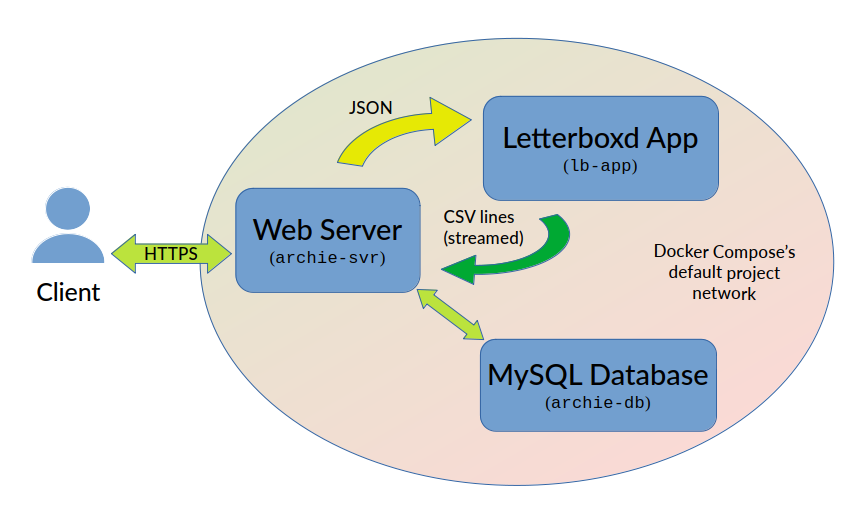 JSON
Letterboxd App
(lb-app)
Web Server
(archie-svr)
CSV lines
(streamed)
HTTPS
Client
Docker Compose's
default project
network
MySQL Database
(archie-db)